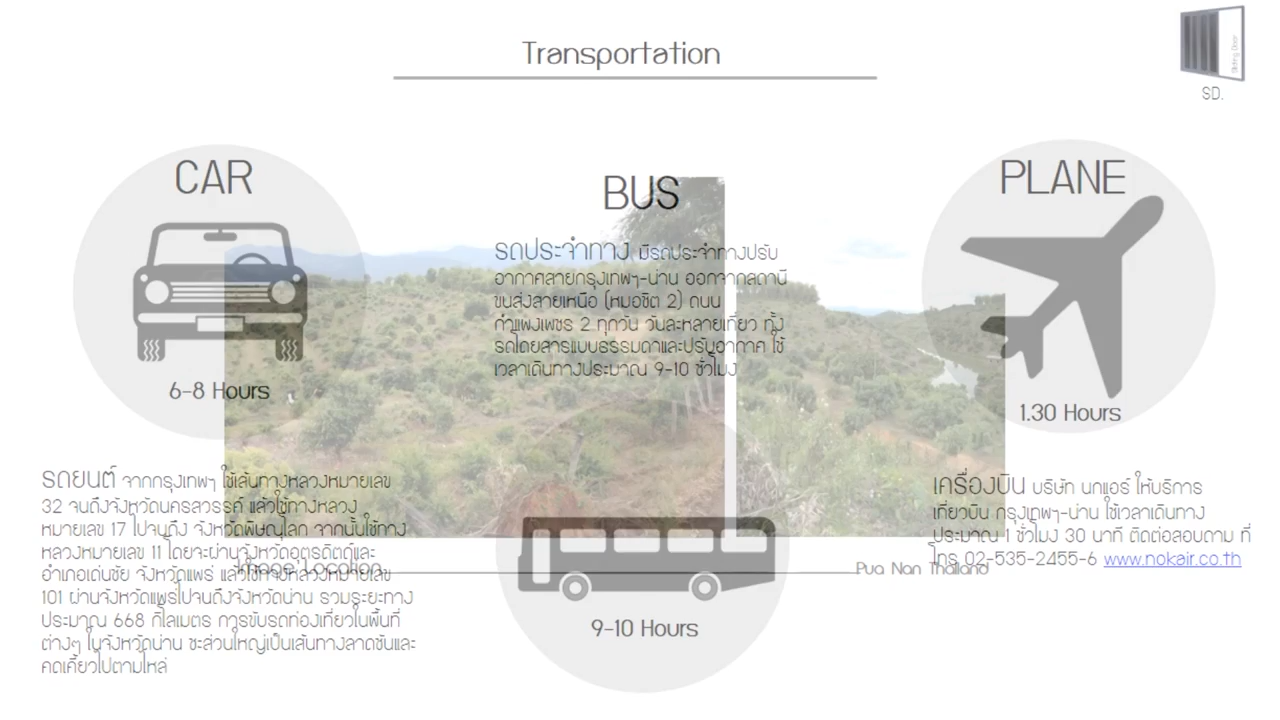 Transportation
Sliding Door
SD.
CAR
6-8 Hours
รถยนต์ จากกรุงเทพฯ ใช้เส้นทางหลวงหมายเลข
32 จนถึงจังหวัดนครสวรรค์ แล้วใช้ทางหลวง
หมายเลข 17 ไปจนถึง จังหวัดพิษณุโลก จากนั้นใช้ทาง
หลวงหมายเลข 11 โดยจะผ่านจังหวัดอุตรดิตถ์และ
อำเภอเด่นชัย จังหวัดแพร่ แล้วใช้ทางหลวงหมายเลข
101 ผ่านจังหวัดแพร่ไปจนถึงจังหวัดน่าน รวมระยะทาง
ประมาณ 668 กิโลเมตร การขับรถท่องเที่ยวในพื้นที่
ต่างๆ ในจังหวัดน่าน ซะส่วนใหญ่เป็นเส้นทางลาดชันและ
คดเคี้ยวไปตามไหล่
BUS
รถประจำทาง มีรถประจำทางปรับ
อากาศสายกรุงเทพฯ-น่าน ออกจากสถานี
ขนส่งสายเหนือ (หมอชิต 2) ถนน
กำแพงเพชร 2 ทุกวัน วันละหลายเที่ยว ทั้ง
รถโดยสารแบบธรรมดาและปรับอากาศ ใช้
เวลาเดินทางประมาณ 9-10 ชั่วโมง
9-10 Hours
PLANE
1.30 Hours
เครื่องบิน บริษัท นกแอร์ ให้บริการ
เที่ยวบิน กรุงเทพฯ-น่าน ใช้เวลาเดินทาง
ประมาณ 1 ชั่วโมง 30 นาที ติดต่อสอบถาม ที่
โทร 02-535-2455-6 www.nokair.co.th
Image Location
Pua Nan Thailand